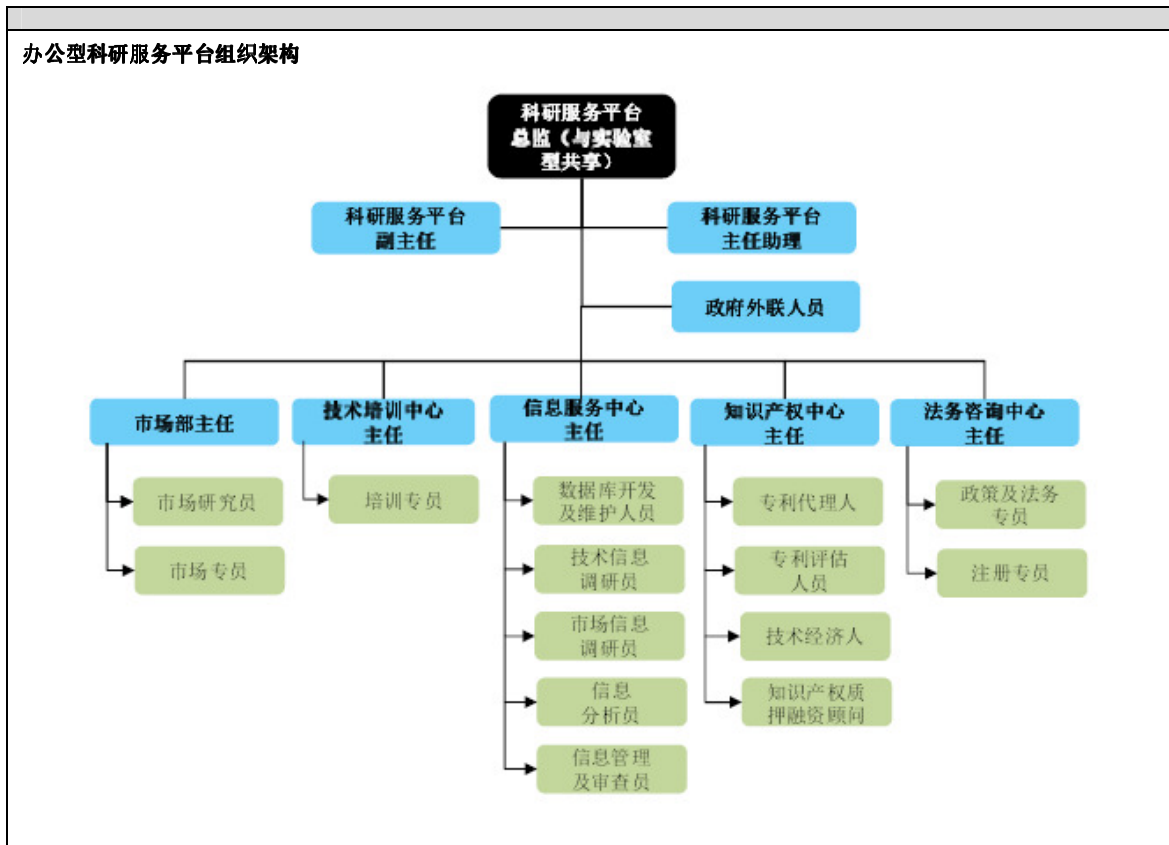 办公型科研服务平台组织架构
科研服务平台
总监（与实验室
型共享）
科研服务平台
副主任
科研服务平台
主任助理
政府外联人员
市场部主任
技术培训中心
主任
信息服务中心
主任
知识产权中心
主任
法务咨询中心
主任
市场研究员
市场专员
培训专员
数据库开发
及维护人员
技术信息
调研员
市场信息
调研员
信息
分析员
信息管理
及审查员
专利代理人
专利评估
人员
技术经济人
知识产权质
押融资顾问
政策及法务
专员
注册专员